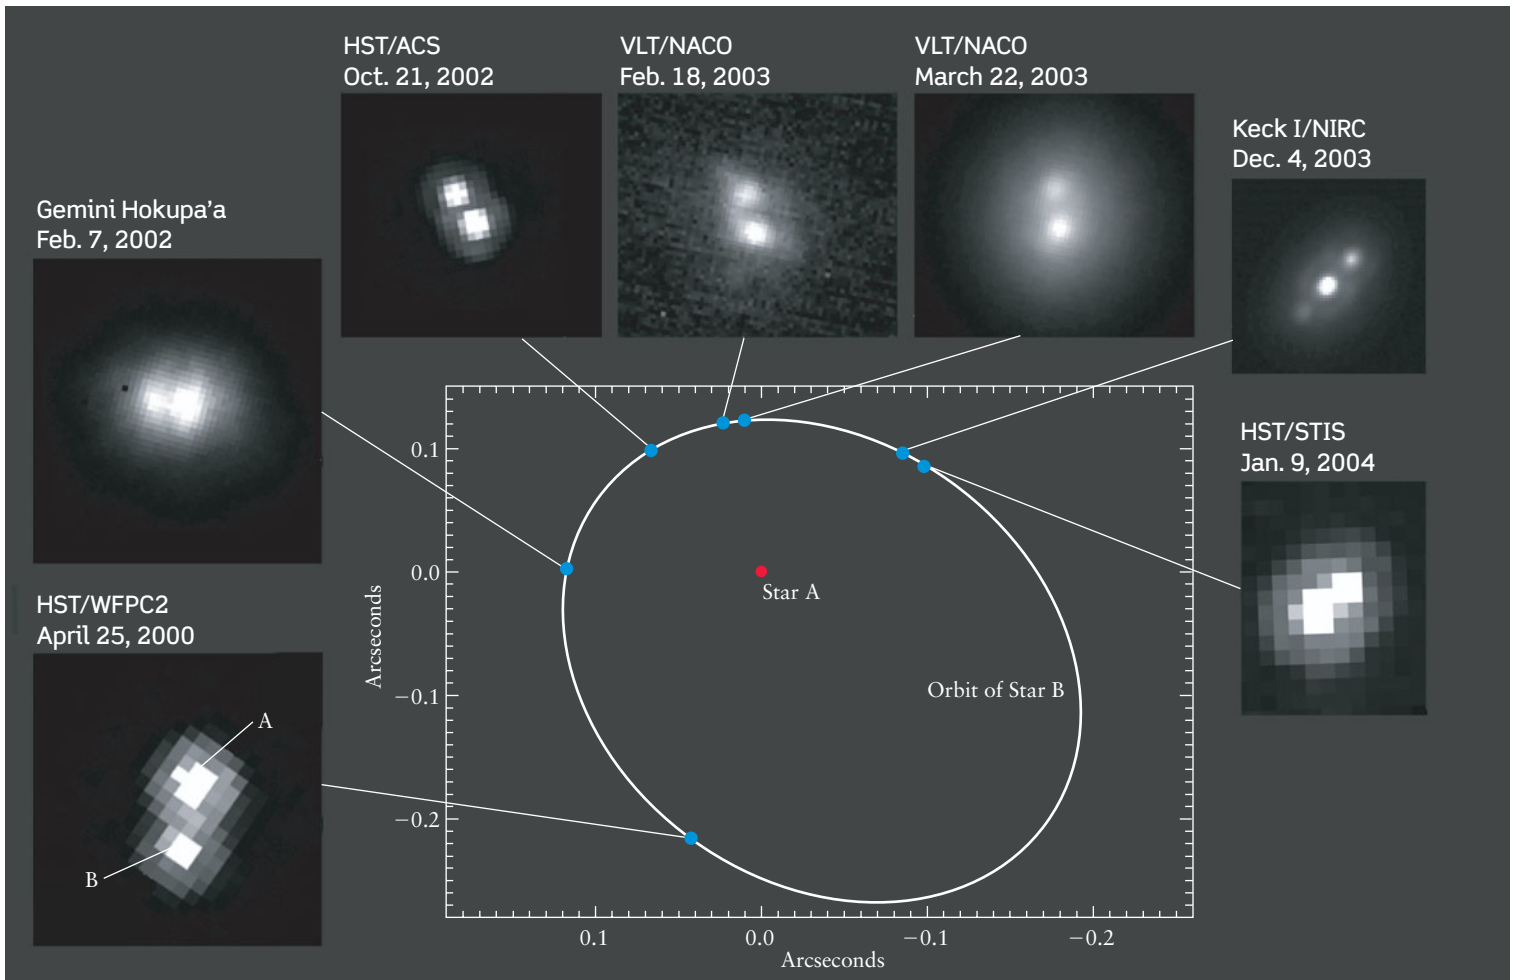 HST/ACS
Oct. 21, 2002
VLT/NACO
Feb. 18, 2003
VLT/NACO
March 22, 2003
Keck I/NIRC
Dec. 4, 2003
Gemini Hokupa’a
Feb. 7, 2002
HST/STIS
Jan. 9, 2004
HST/WFPC2
April 25, 2000
A
B
0.1
0.0
−0.1
−0.2
Arcseconds
Star A
Orbit of Star B
0.1
0.0
−0.1
−0.2
Arcseconds